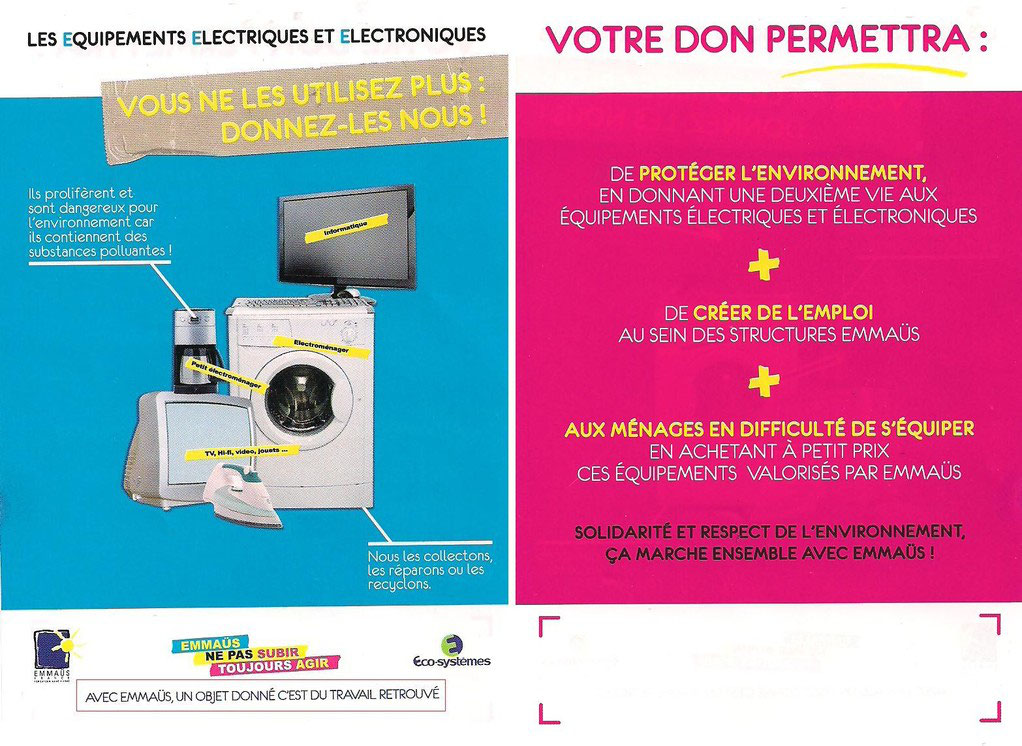 LES EQUIPEMENTS ELECTRIQUES ET ELECTRONIQUES
VOUS NE LES UTILISEZ PLUS :
DONNEZ-LES NOUS !
Ils prolifèrent et
sont dangereux pour
l'environnement car
ils contiennent des
substances polluantes !
Informatique
Electroménager
Petit électroménager
TV, Hi-fi, video, jouets ...
Nous les collectons,
les réparons ou les
recyclons.
EMMAÜS
FRANCE
EMMAÜS
NE PAS SUBIR
TOUJOURS AGIR
Éco-systèmes
AVEC EMMAÜS, UN OBJET DONNÉ C'EST DU TRAVAIL RETROUVÉ
VOTRE DON PERMETTRA :
DE PROTÉGER L'ENVIRONNEMENT,
EN DONNANT UNE DEUXIÈME VIE AUX
ÉQUIPEMENTS ÉLECTRIQUES ET ÉLECTRONIQUES
+
DE CRÉER DE L'EMPLOI
AU SEIN DES STRUCTURES EMMAÜS
+
AUX MÉNAGES EN DIFFICULTÉ DE S'ÉQUIPER
EN ACHETANT À PETIT PRIX
CES ÉQUIPEMENTS VALORISÉS PAR EMMAÜS
SOLIDARITÉ ET RESPECT DE L'ENVIRONNEMENT,
ÇA MARCHE ENSEMBLE AVEC EMMAÜS !